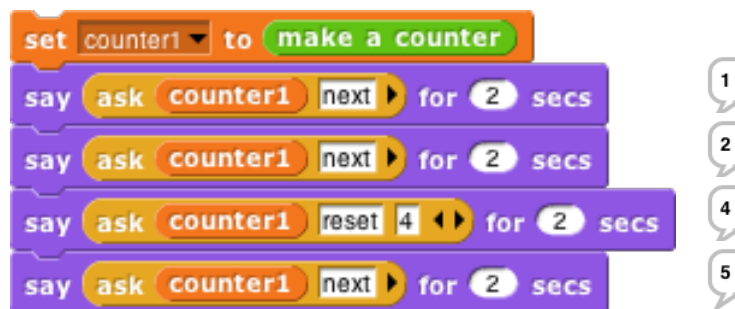 set counter1 to make a counter
say ask counter1 next for 2 secs 1
say ask counter1 next for 2 secs 2
say ask counter1 reset 4 for 2 secs 4
say ask counter1 next for 2 secs 5